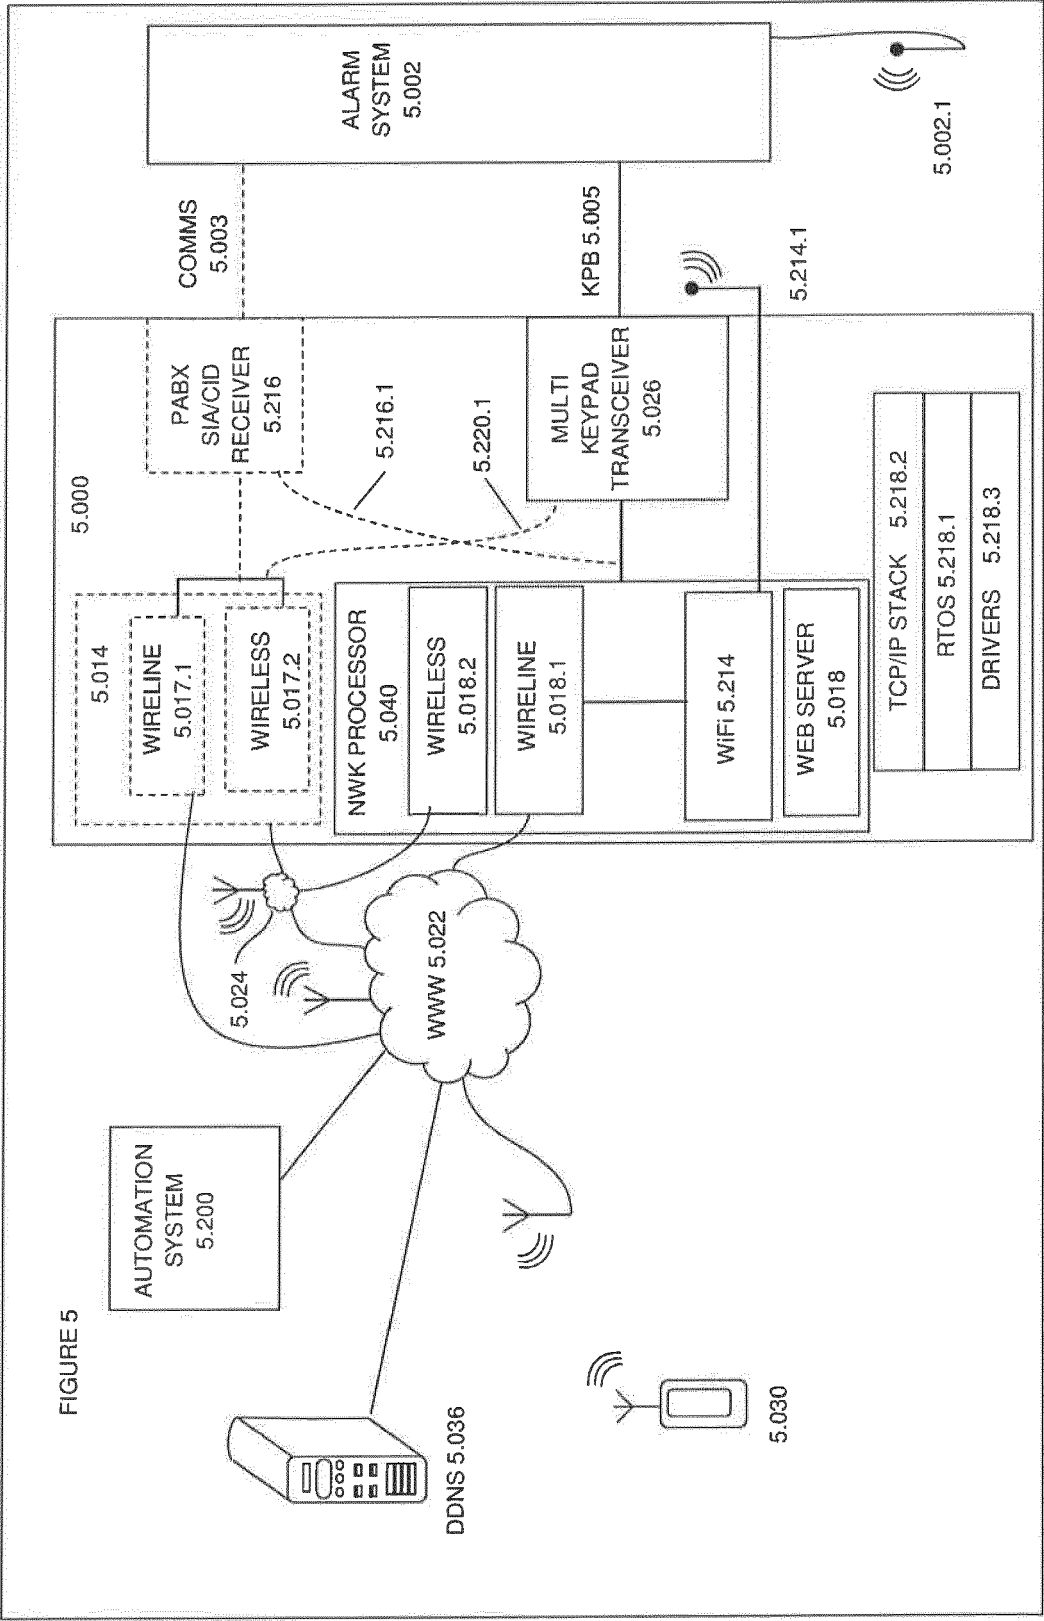 FIGURE 5
AUTOMATION
SYSTEM
5.200
DDNS 5.036
5.030
5.024
WWW 5.022
5.000
5.014
WIRELINE
5.017.1
WIRELESS
5.017.2
NWK PROCESSOR
5.040
WIRELESS
5.018.2
WIRELINE
5.018.1
WiFi 5.214
WEB SERVER
5.018
PABX
SIA/CID
RECEIVER
5.216
5.216.1
5.220.1
MULTI
KEYPAD
TRANSCEIVER
5.026
TCP/IP STACK 5.218.2
RTOS 5.218.1
DRIVERS 5.218.3
COMMS
5.003
KPB 5.005
5.214.1
ALARM
SYSTEM
5.002
5.002.1